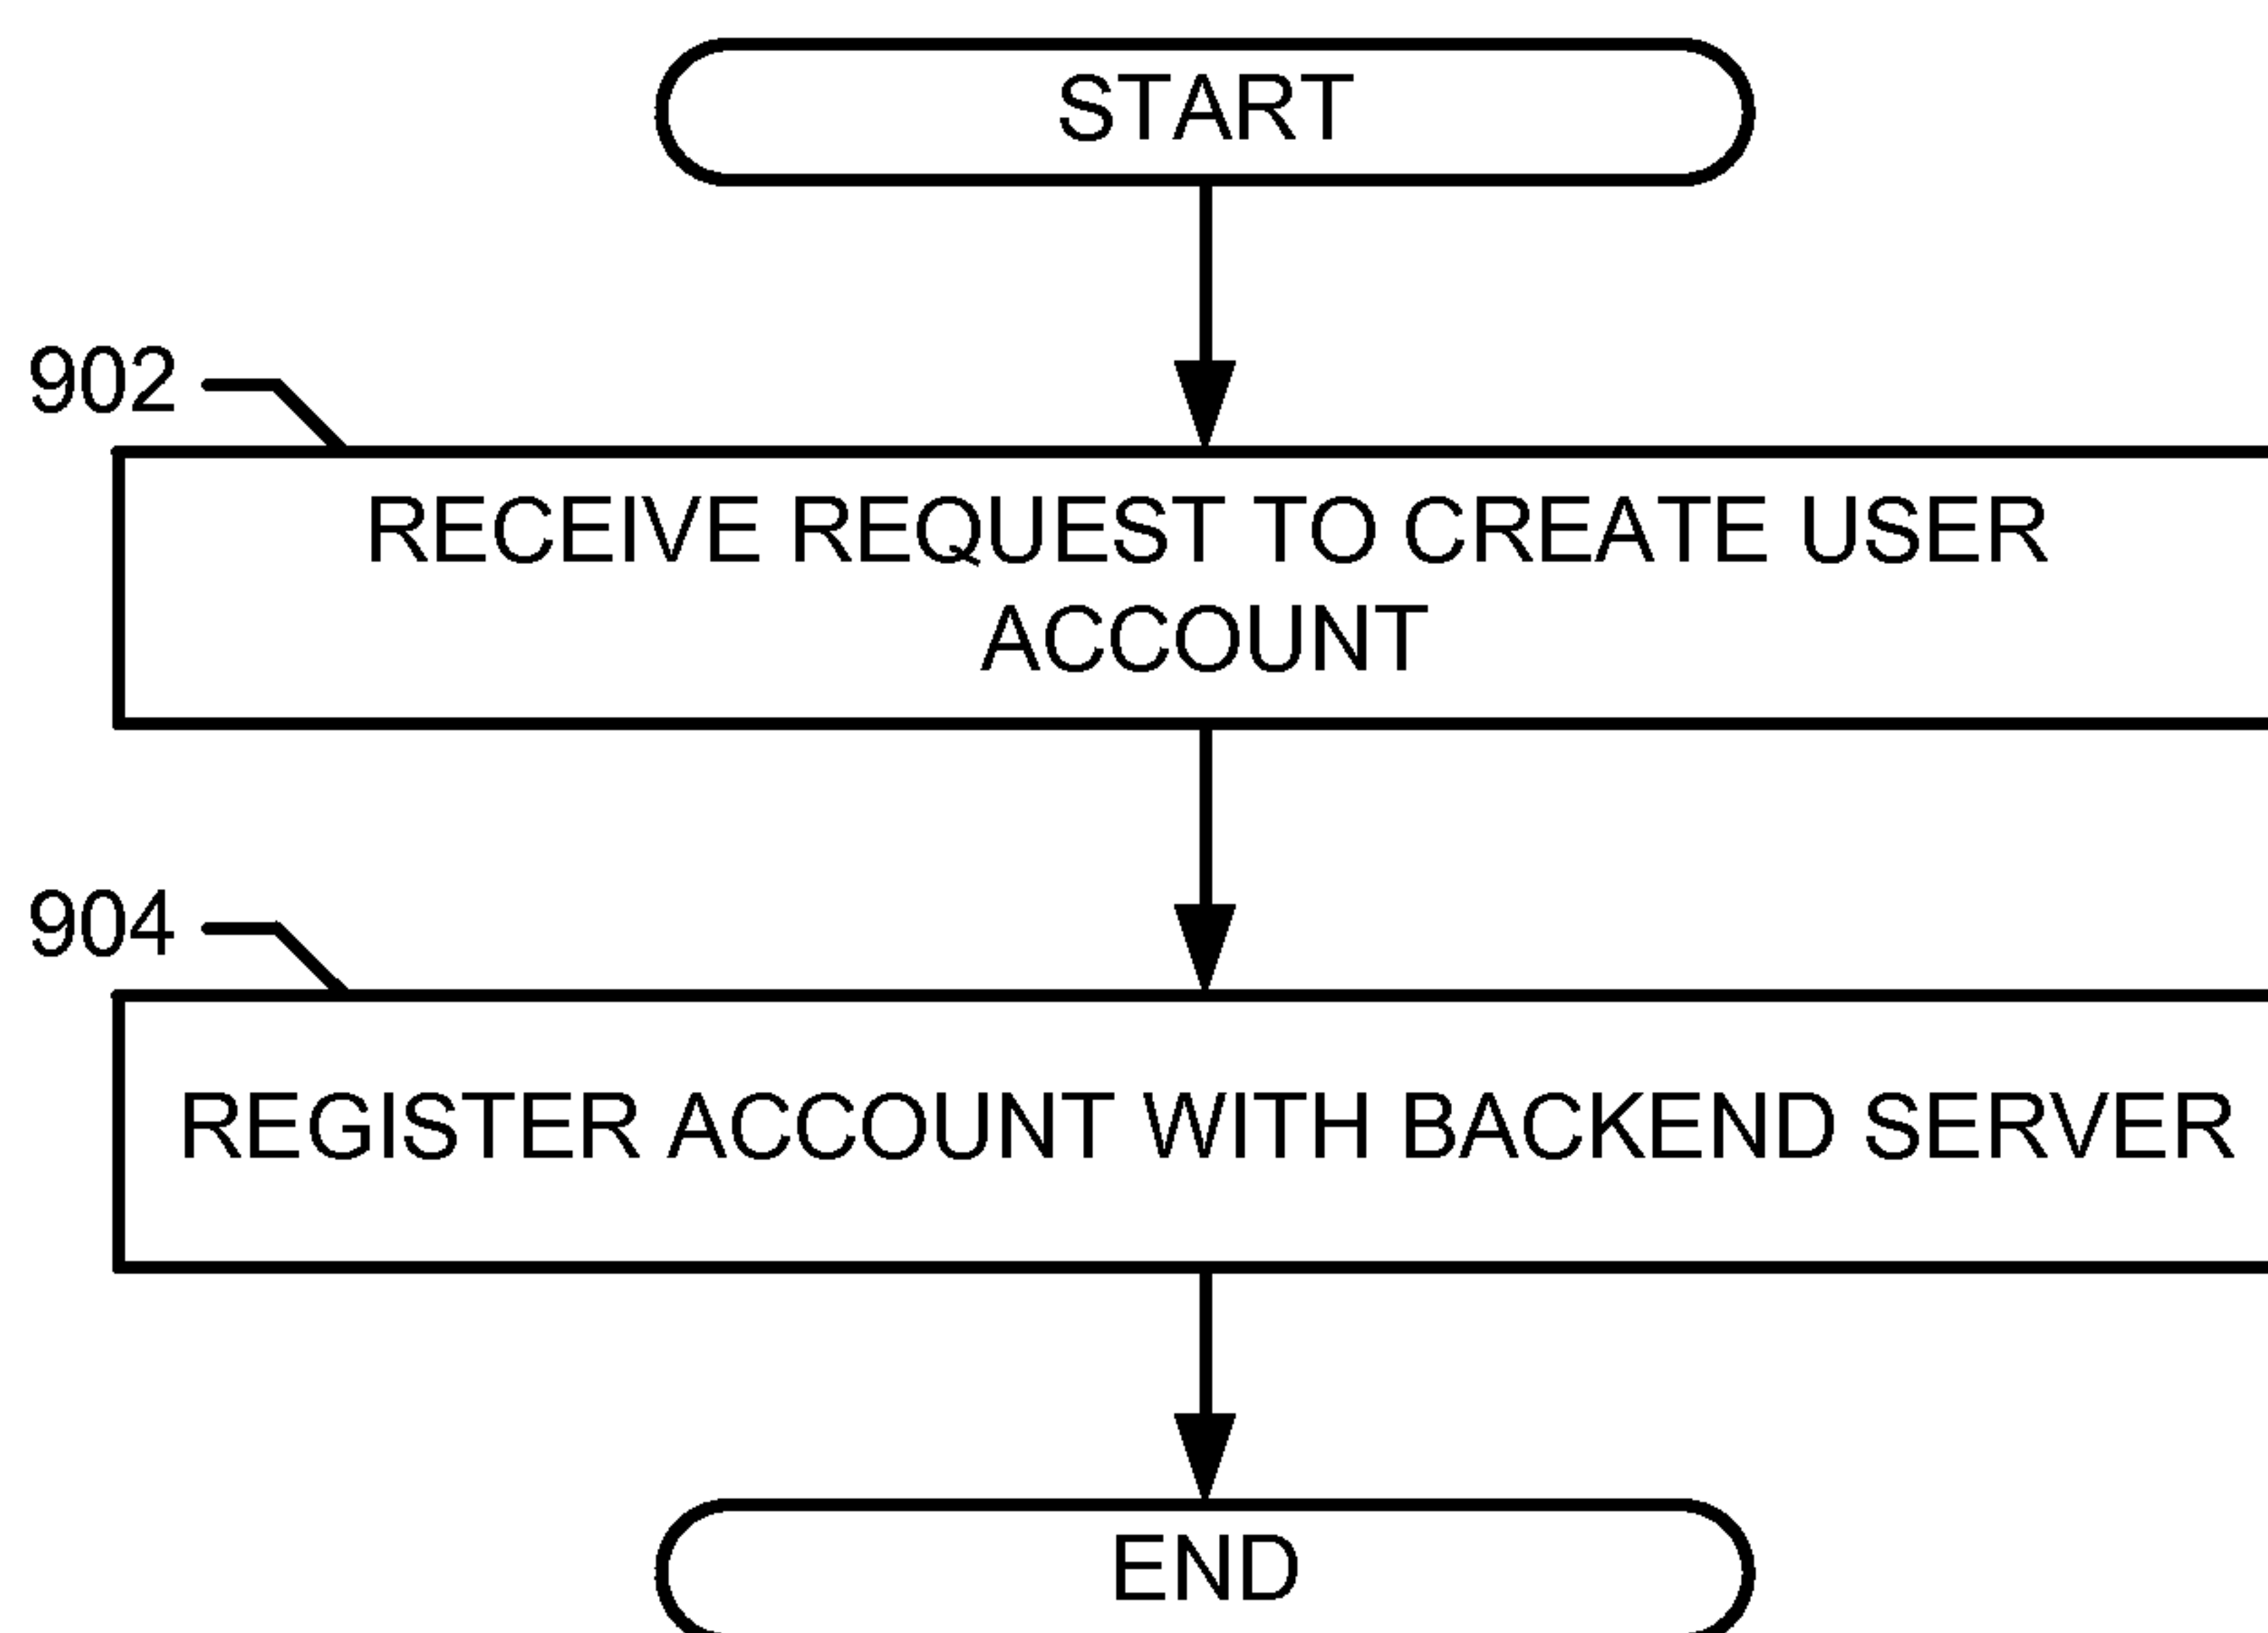 START
902
RECEIVE REQUEST TO CREATE USER
ACCOUNT
904
REGISTER ACCOUNT WITH BACKEND SERVER
END